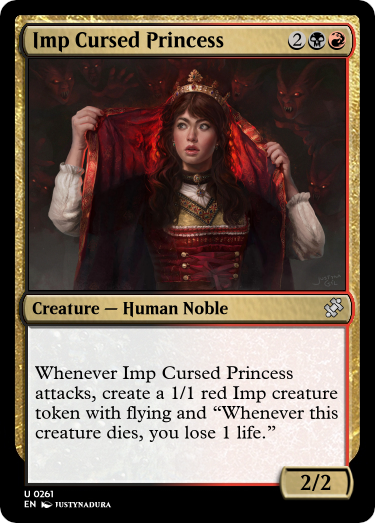 Imp Cursed Princess 2
Creature — Human Noble
Whenever Imp Cursed Princess
attacks, create a 1/1 red Imp creature
token with flying and “Whenever this
creature dies, you lose 1 life.”
2/2
U 0261
EN JUSTYNADURA